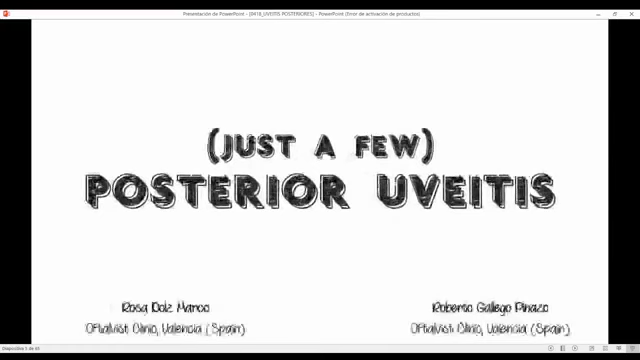 Presentación de PowerPoint - [0418_UVEITIS POSTERIORES] - PowerPoint (Error de activación de productos)
(JUST A FEW)
POSTERIOR UVEITIS
Rosa Dolz Marco
Roberto Gallego Pinazo
Oftalvist Clinic, Valencia (Spain)
Oftalvist Clinic, Valencia (Spain)